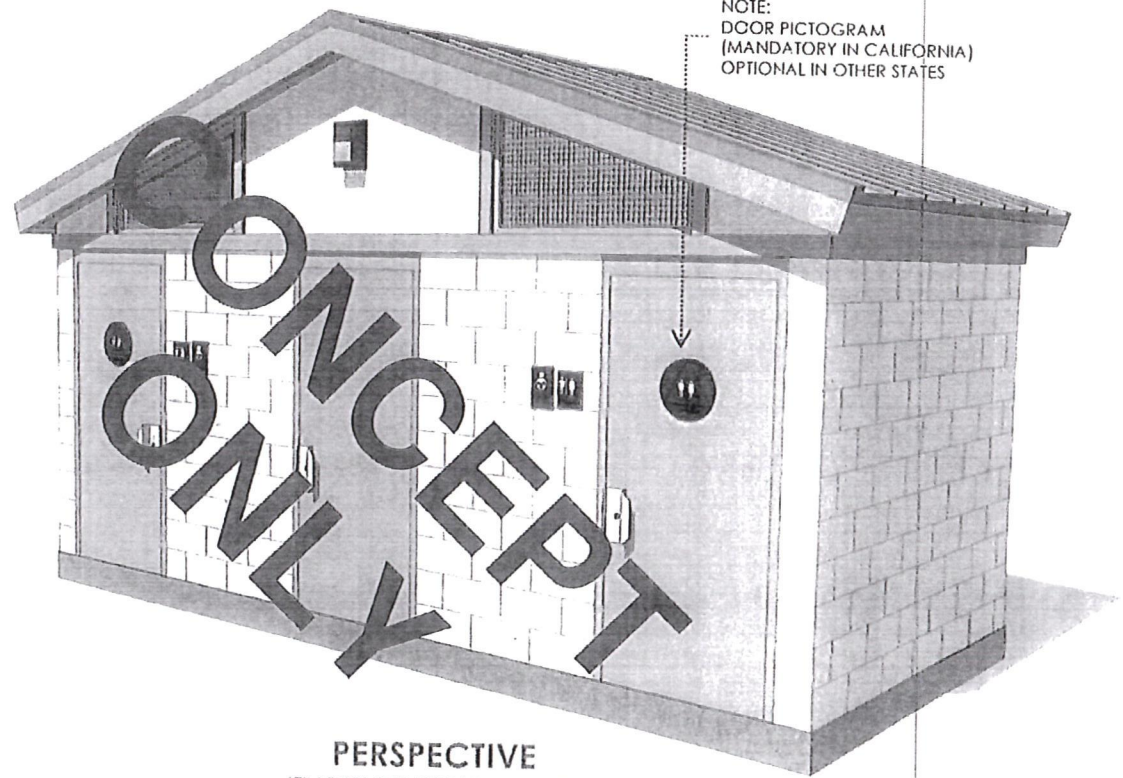 NOTE:
DOOR PICTOGRAM
(MANDATORY IN CALIFORNIA)
OPTIONAL IN OTHER STATES
CONCEPT
ONLY
PERSPECTIVE